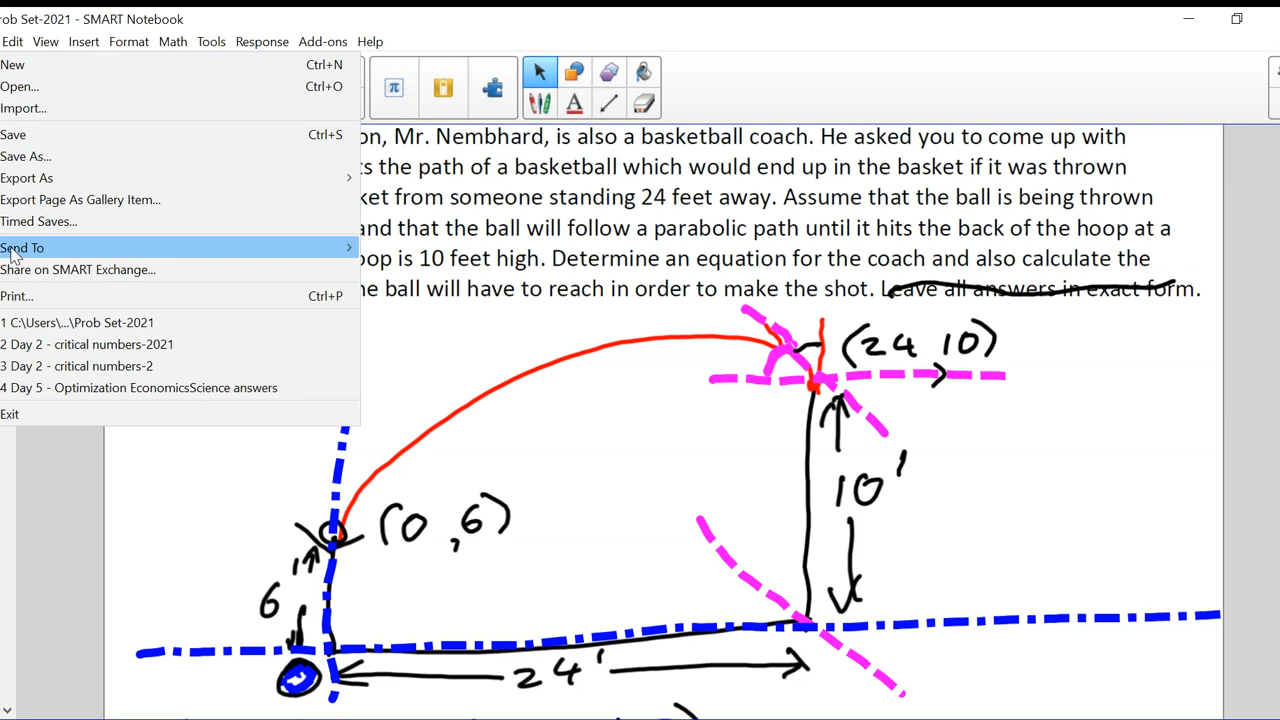 ob Set-2021 - SMART Notebook
Edit View Insert Format Math Tools Response Add-ons Help
New Ctrl+N
Open... Ctrl+O
Import...
Save Ctrl+S
Save As...
Export As
Export Page As Gallery Item...
Timed Saves...
Send To
Share on SMART Exchange...
Print... Ctrl+P
1 C:\Users\...\Prob Set-2021
2 Day 2 - critical numbers-2021
3 Day 2 - critical numbers-2
4 Day 5 - Optimization EconomicsScience answers
Exit
π
A
on, Mr. Nembhard, is also a basketball coach. He asked you to come up with
ts the path of a basketball which would end up in the basket if it was thrown
ket from someone standing 24 feet away. Assume that the ball is being thrown
and that the ball will follow a parabolic path until it hits the back of the hoop at a
oop is 10 feet high. Determine an equation for the coach and also calculate the
he ball will have to reach in order to make the shot. Leave all answers in exact form.
(24 10)
10'
(0, 6)
6
24'